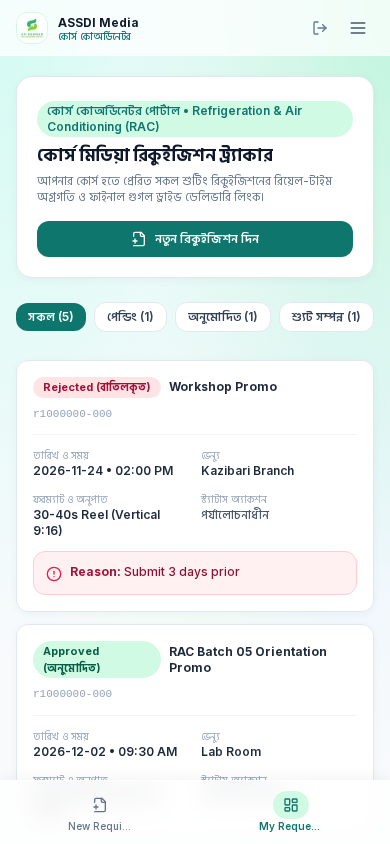 ASSDI Media
কোর্স কোঅর্ডিনেটর
কোর্স কোঅর্ডিনেটর পোর্টাল • Refrigeration & Air
Conditioning (RAC)
কোর্স মিডিয়া রিকুইজিশন ট্র্যাকার
আপনার কোর্স হতে প্রেরিত সকল শুটিং রিকুইজিশনের রিয়েল-টাইম
অগ্রগতি ও ফাইনাল গুগল ড্রাইভ ডেলিভারি লিংক।
নতুন রিকুইজিশন দিন
সকল (5)
পেন্ডিং (1)
অনুমোদিত (1)
শ্যুট সম্পন্ন (1)
Rejected (বাতিলকৃত)
Workshop Promo
r1000000-000
তারিখ ও সময়
ভেন্যু
2026-11-24 • 02:00 PM
Kazibari Branch
ফরম্যাট ও অনুপাত
স্ট্যাটাস অ্যাকশন
30-40s Reel (Vertical
9:16)
পর্যালোচনাধীন
Reason: Submit 3 days prior
Approved
(অনুমোদিত)
RAC Batch 05 Orientation
Promo
r1000000-000
তারিখ ও সময়
ভেন্যু
2026-12-02 • 09:30 AM
Lab Room
New Requi...
My Reque...